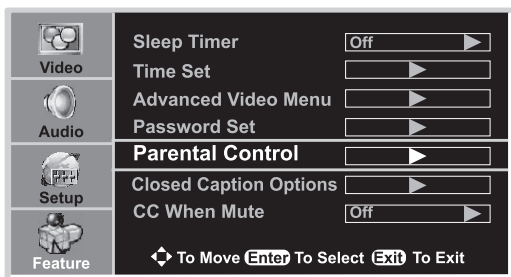 Video
Audio
Setup
Feature
Sleep Timer Off
Time Set
Advanced Video Menu
Password Set
Parental Control
Closed Caption Options
CC When Mute Off
To Move Enter To Select Exit To Exit